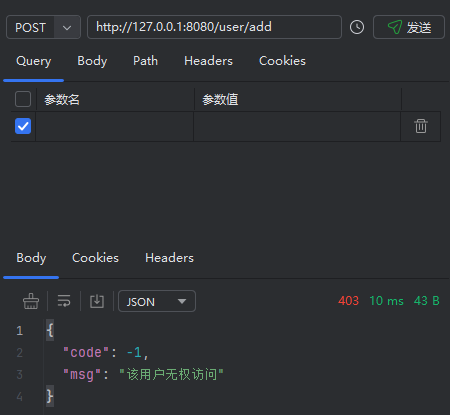 POST http://127.0.0.1:8080/user/add 发送
Query Body Path Headers Cookies
参数名 参数值
Body Cookies Headers
JSON 403 10 ms 43 B
1 {
2 "code": -1,
3 "msg": "该用户无权访问"
4 }